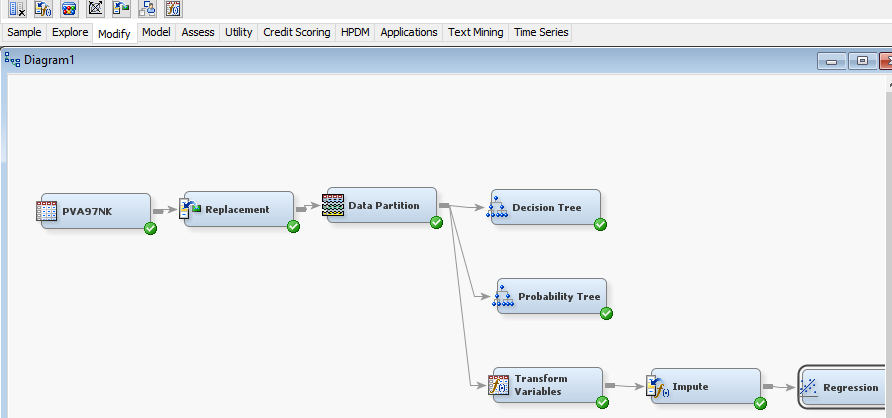 Sample Explore Modify Model Assess Utility Credit Scoring HPDM Applications Text Mining Time Series
Diagram1
PVA97NK
Replacement
Data Partition
Decision Tree
Probability Tree
Transform
Variables
Impute
Regression